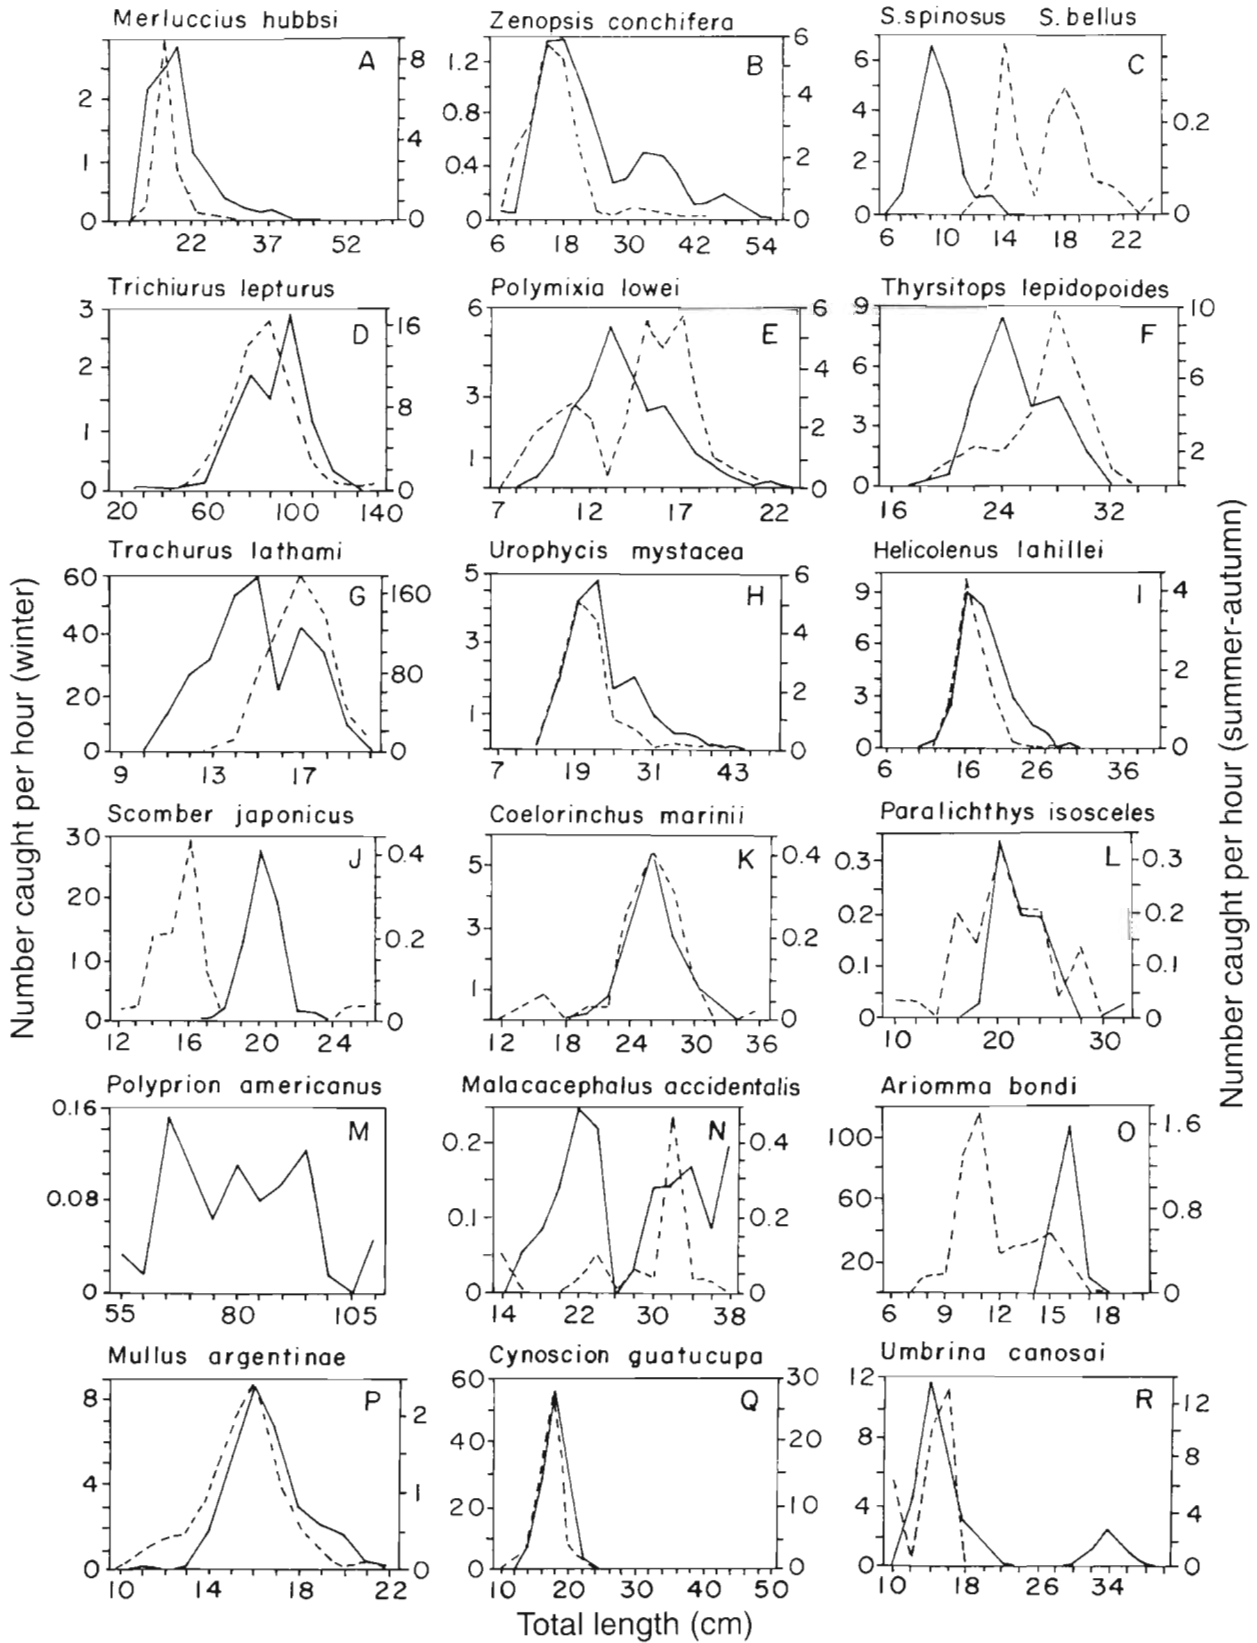 Merluccius hubbsi
Zenopsis conchifera
S.spinosus S.bellus
A
B
C
2
1
0
8
4
0
22 37 52
1.2
0.8
0.4
0
6
4
2
0
6 18 30 42 54
6
4
2
0
0.2
0
6 10 14 18 22
Trichiurus lepturus
Polymixia lowei
Thyrsitops lepidopoides
D
E
F
3
2
1
0
16
8
0
20 60 100 140
6
3
1
6
4
2
0
7 12 17 22
9
6
3
0
10
6
2
16 24 32
Trachurus lathami
Urophycis mystacea
Helicolenus lahillei
G
H
I
60
40
20
0
160
80
0
9 13 17
5
3
1
6
4
2
0
7 19 31 43
9
6
3
0
4
2
0
6 16 26 36
Number caught per hour (winter)
Number caught per hour (summer-autumn)
Scomber japonicus
Coelorinchus marinii
Paralichthys isosceles
J
K
L
30
20
10
0
0.4
0.2
0
12 16 20 24
5
3
1
0.4
0.2
0
12 18 24 30 36
0.3
0.2
0.1
0
0.3
0.2
0.1
0
10 20 30
Polyprion americanus
Malacacephalus accidentalis
Ariomma bondi
M
N
O
0.16
0.08
0
55 80 105
0.2
0.1
0
0.4
0.2
0
14 22 30 38
100
60
20
1.6
0.8
0
6 9 12 15 18
Mullus argentinae
Cynoscion guatucupa
Umbrina canosai
P
Q
R
8
4
0
2
1
0
10 14 18 22
60
40
20
0
30
20
10
0
10 20 30 40 50
12
8
4
0
12
8
4
0
10 18 26 34
Total length (cm)